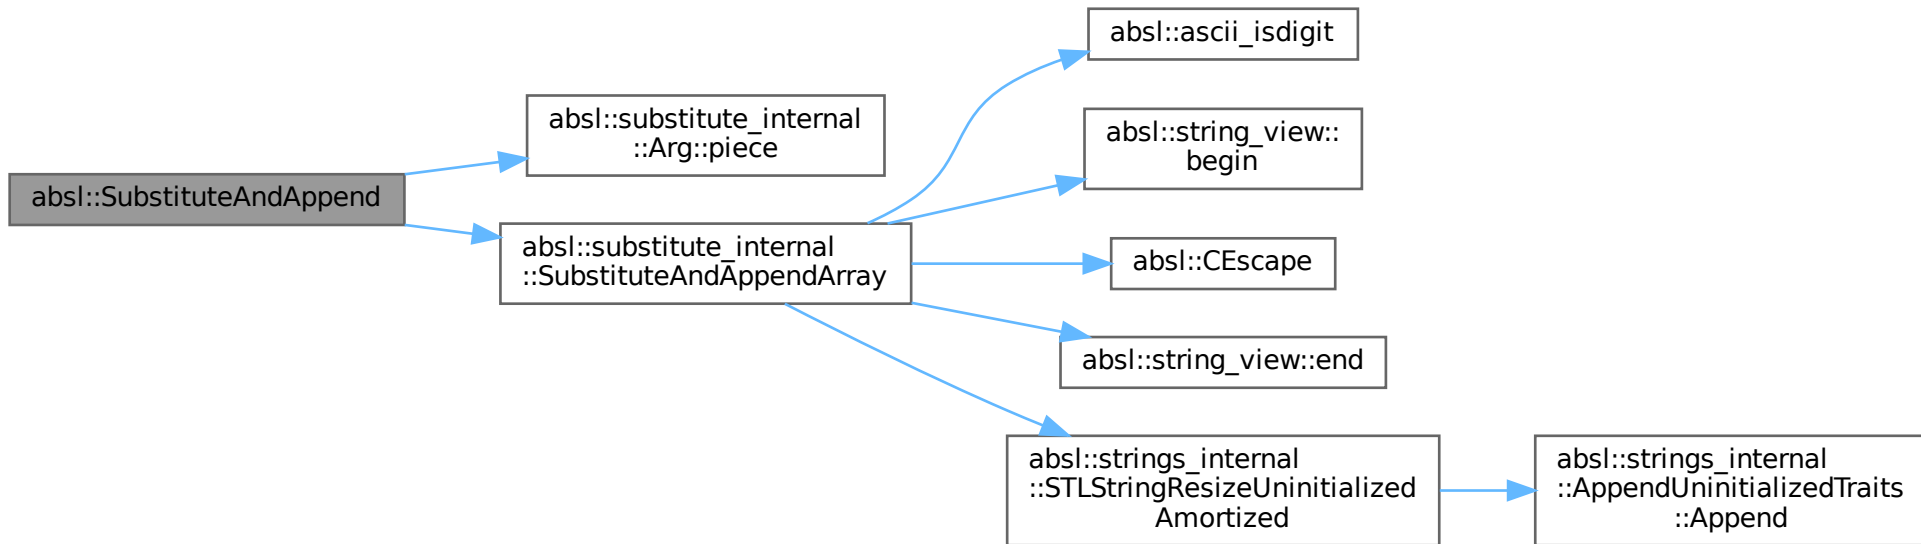 absl::SubstituteAndAppend
absl::substitute_internal
::Arg::piece
absl::substitute_internal
::SubstituteAndAppendArray
absl::ascii_isdigit
absl::string_view::
begin
absl::CEscape
absl::string_view::end
absl::strings_internal
::STLStringResizeUninitialized
Amortized
absl::strings_internal
::AppendUninitializedTraits
::Append